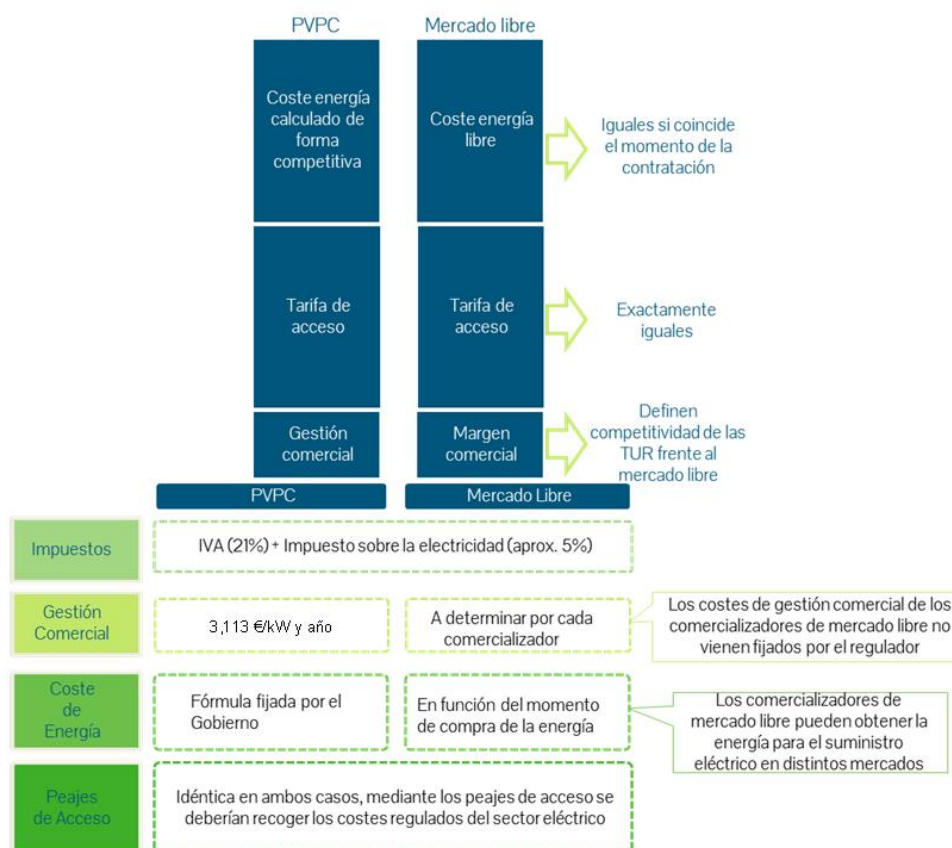 PVPC
Mercado libre
Coste energía
calculado de
forma
competitiva
Coste energía
libre
Iguales si coincide
el momento de la
contratación
Tarifa de
acceso
Tarifa de
acceso
Exactamente
iguales
Gestión
comercial
Margen
comercial
Definen
competitividad de las
TUR frente al
mercado libre
PVPC
Mercado Libre
Impuestos
IVA (21%) + Impuesto sobre la electricidad (aprox. 5%)
Gestión
Comercial
3,113 €/kW y año
A determinar por cada
comercializador
Los costes de gestión comercial de los
comercializadores de mercado libre no
vienen fijados por el regulador
Coste
de
Energía
Fórmula fijada por el
Gobierno
En función del momento
de compra de la energía
Los comercializadores de
mercado libre pueden obtener la
energía para el suministro
eléctrico en distintos mercados
Peajes
de Acceso
Idéntica en ambos casos, mediante los peajes de acceso se
deberían recoger los costes regulados del sector eléctrico